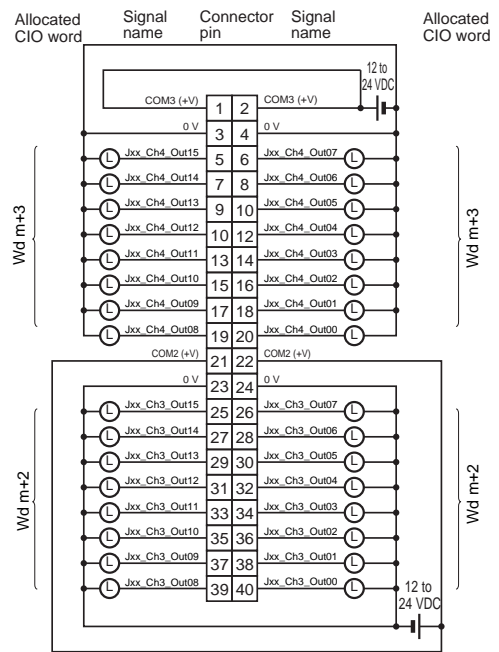 Allocated CIO word Signal name Connector pin Signal name Allocated CIO word
12 to 24 VDC
COM3 (+V) 1 2 COM3 (+V)
0 V 3 4 0 V
Jxx_Ch4_Out15 5 6 Jxx_Ch4_Out07
L L
Jxx_Ch4_Out14 7 8 Jxx_Ch4_Out06
L L
Jxx_Ch4_Out13 9 10 Jxx_Ch4_Out05
L L
Jxx_Ch4_Out12 10 12 Jxx_Ch4_Out04
L L
Jxx_Ch4_Out11 13 14 Jxx_Ch4_Out03
L L
Jxx_Ch4_Out10 15 16 Jxx_Ch4_Out02
L L
Jxx_Ch4_Out09 17 18 Jxx_Ch4_Out01
L L
Jxx_Ch4_Out08 19 20 Jxx_Ch4_Out00
L L
Wd m+3 Wd m+3
COM2 (+V) 21 22 COM2 (+V)
0 V 23 24 0 V
Jxx_Ch3_Out15 25 26 Jxx_Ch3_Out07
L L
Jxx_Ch3_Out14 27 28 Jxx_Ch3_Out06
L L
Jxx_Ch3_Out13 29 30 Jxx_Ch3_Out05
L L
Jxx_Ch3_Out12 31 32 Jxx_Ch3_Out04
L L
Jxx_Ch3_Out11 33 34 Jxx_Ch3_Out03
L L
Jxx_Ch3_Out10 35 36 Jxx_Ch3_Out02
L L
Jxx_Ch3_Out09 37 38 Jxx_Ch3_Out01
L L
Jxx_Ch3_Out08 39 40 Jxx_Ch3_Out00
L L
Wd m+2 Wd m+2
12 to 24 VDC